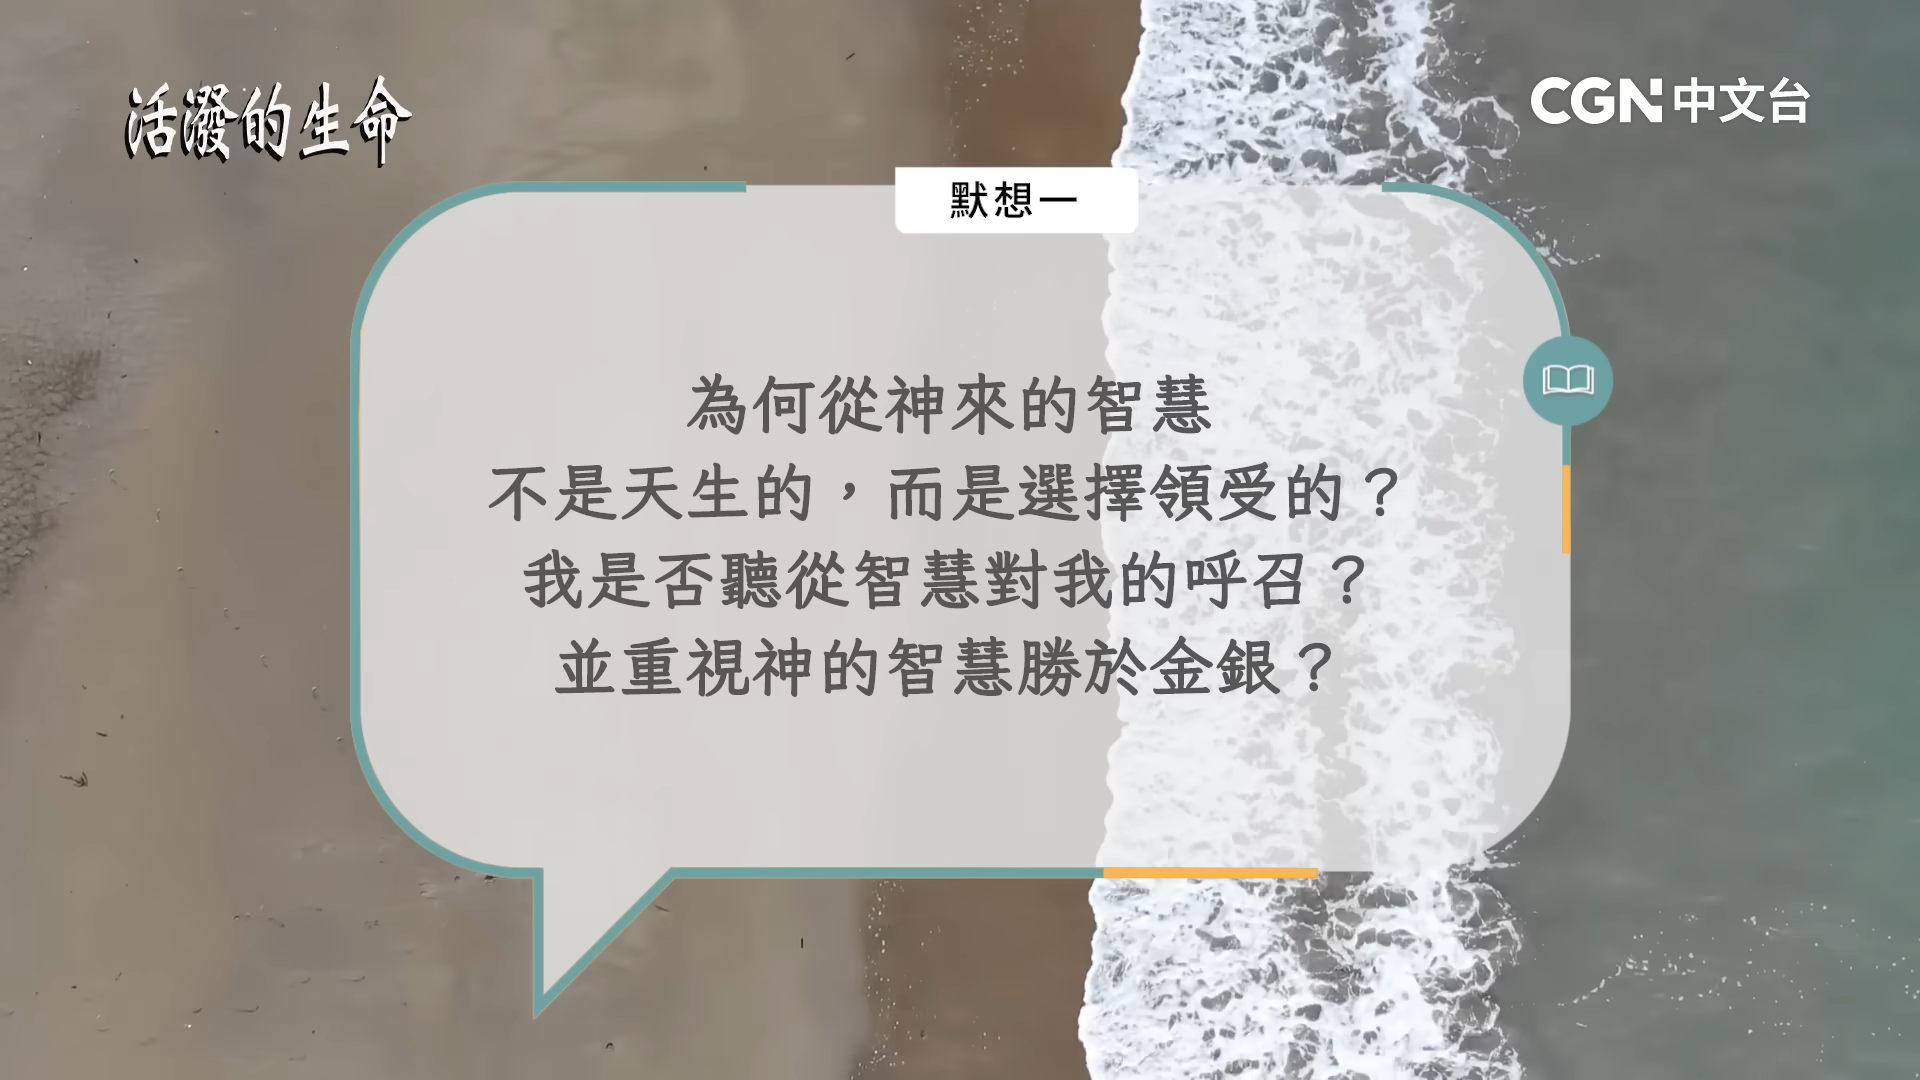 活潑的生命
CGN中文台
默想一
為何從神來的智慧
不是天生的，而是選擇領受的？
我是否聽從智慧對我的呼召？
並重視神的智慧勝於金銀？